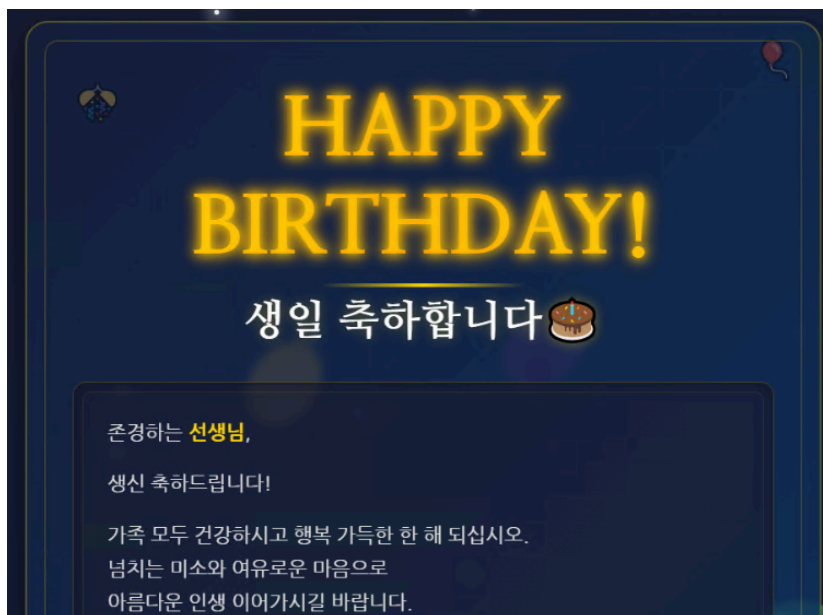 HAPPY
BIRTHDAY!
생일 축하합니다🎂
존경하는 선생님,
생신 축하드립니다!
가족 모두 건강하시고 행복 가득한 한 해 되십시오.
넘치는 미소와 여유로운 마음으로
아름다운 인생 이어가시길 바랍니다.